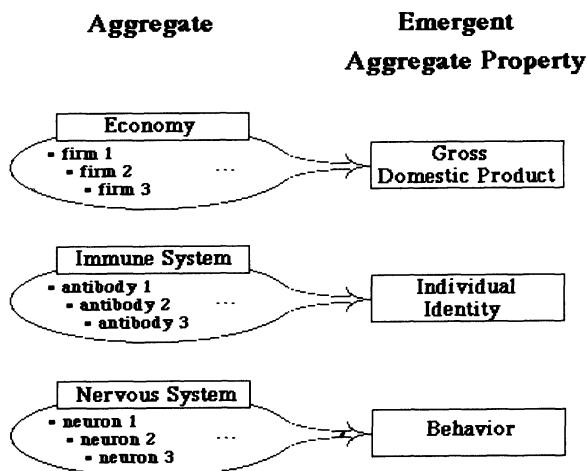 Aggregate
Emergent
Aggregate Property
Economy
▪ firm 1
▪ firm 2
▪ firm 3
...
Gross
Domestic Product
Immune System
▪ antibody 1
▪ antibody 2
▪ antibody 3
...
Individual
Identity
Nervous System
▪ neuron 1
▪ neuron 2
▪ neuron 3
...
Behavior